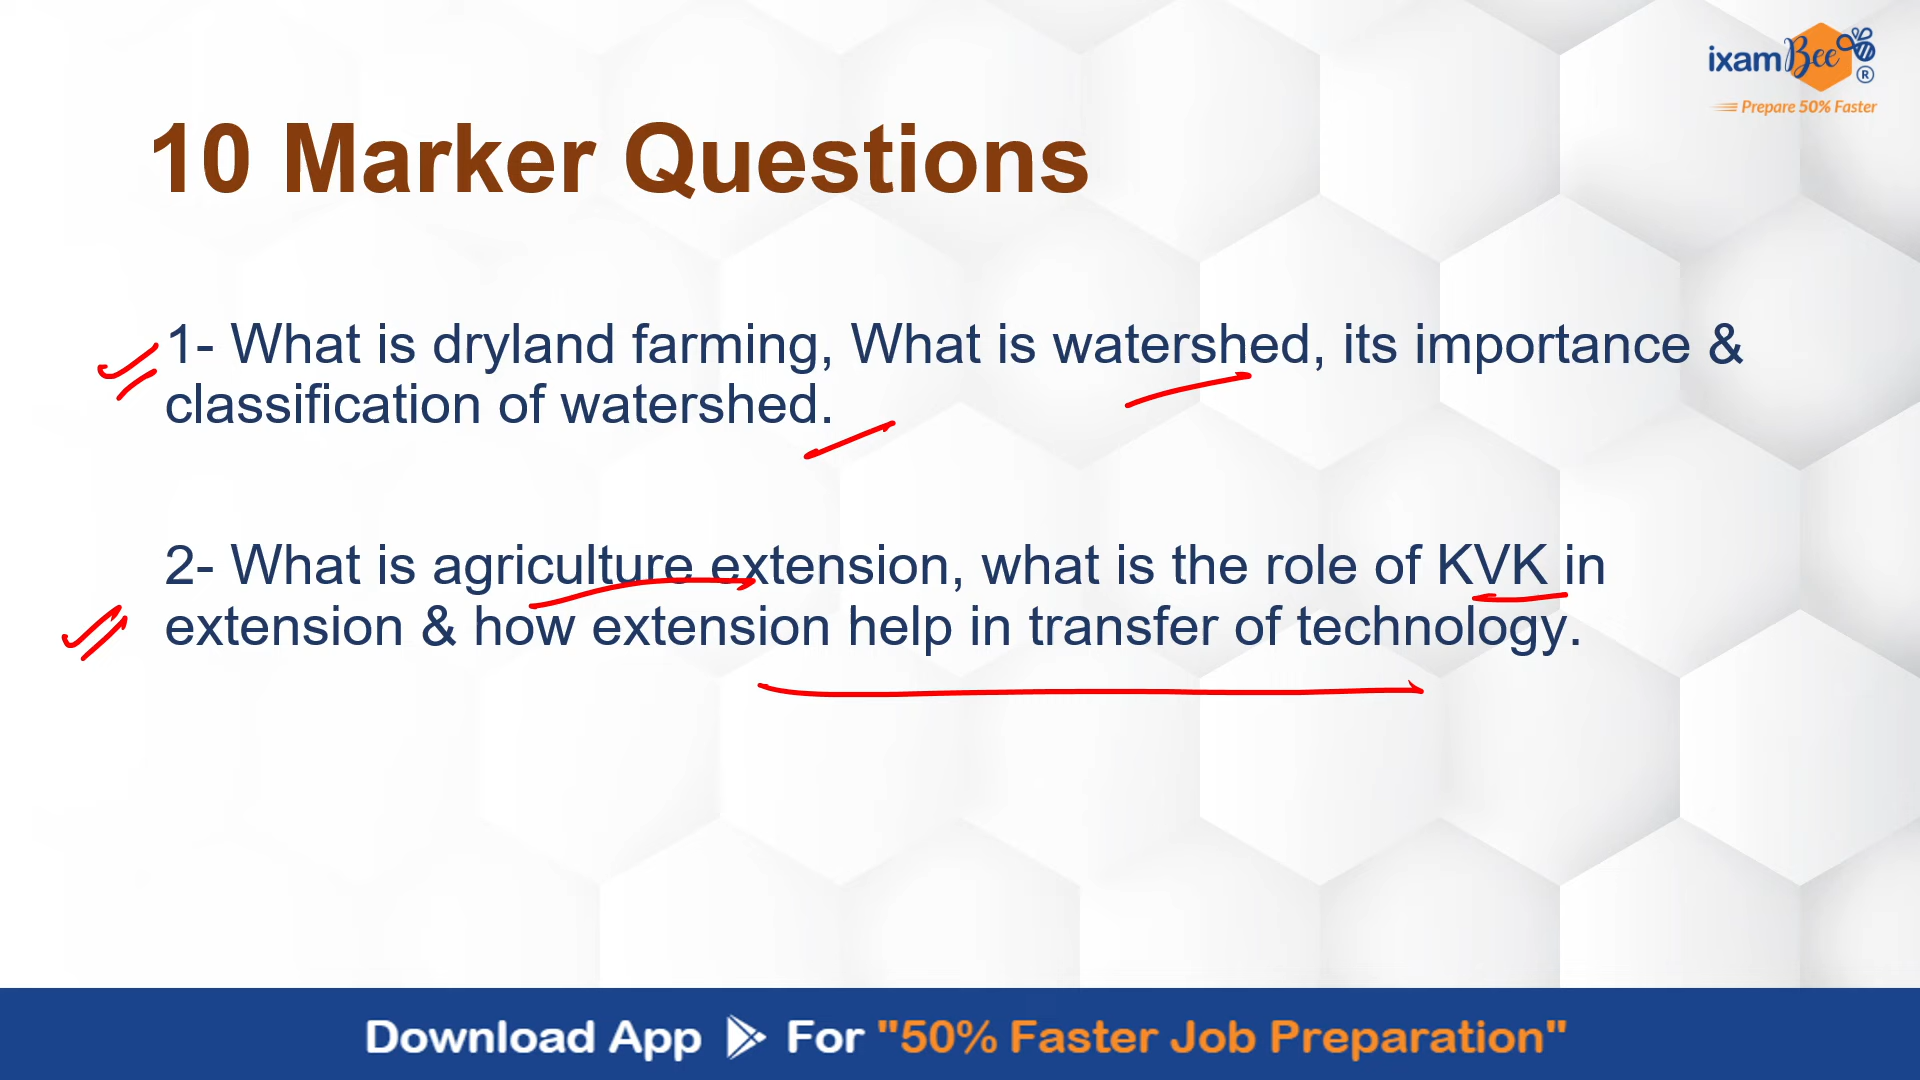 ixamBee
®
Prepare 50% Faster
10 Marker Questions
1- What is dryland farming, What is watershed, its importance &
classification of watershed.
2- What is agriculture extension, what is the role of KVK in
extension & how extension help in transfer of technology.
Download App For "50% Faster Job Preparation"